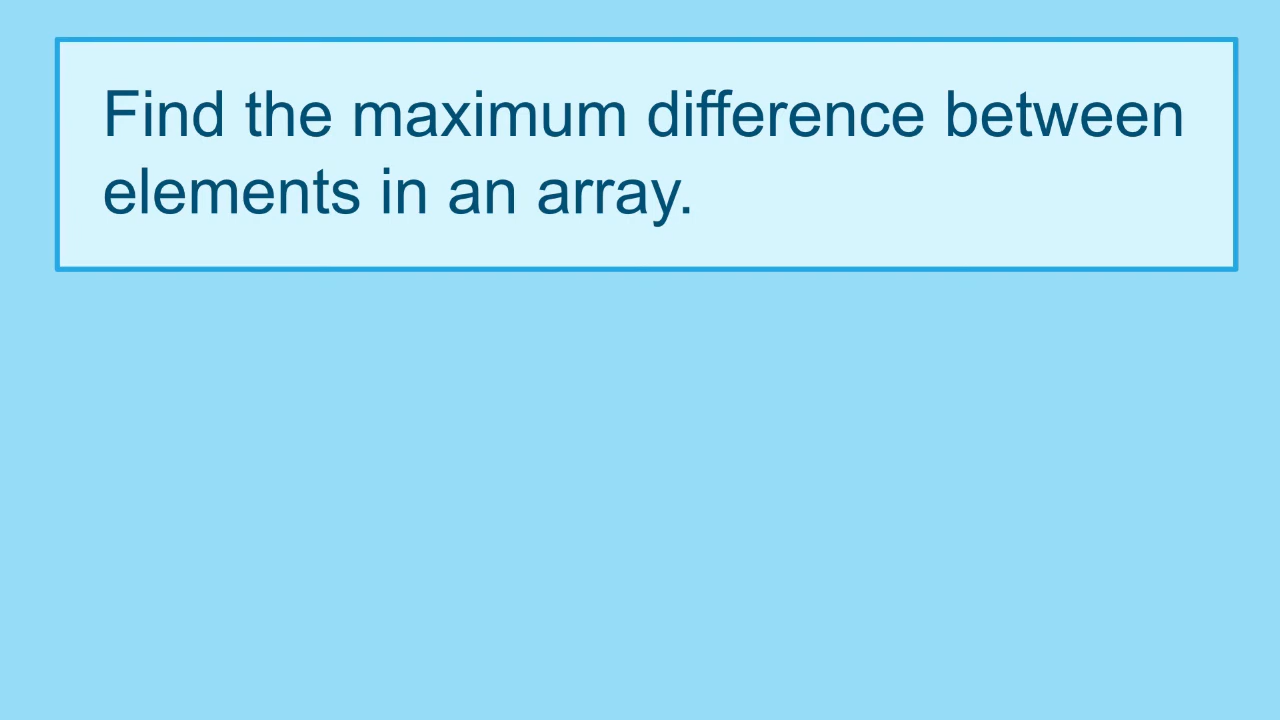 Find the maximum difference between
elements in an array.